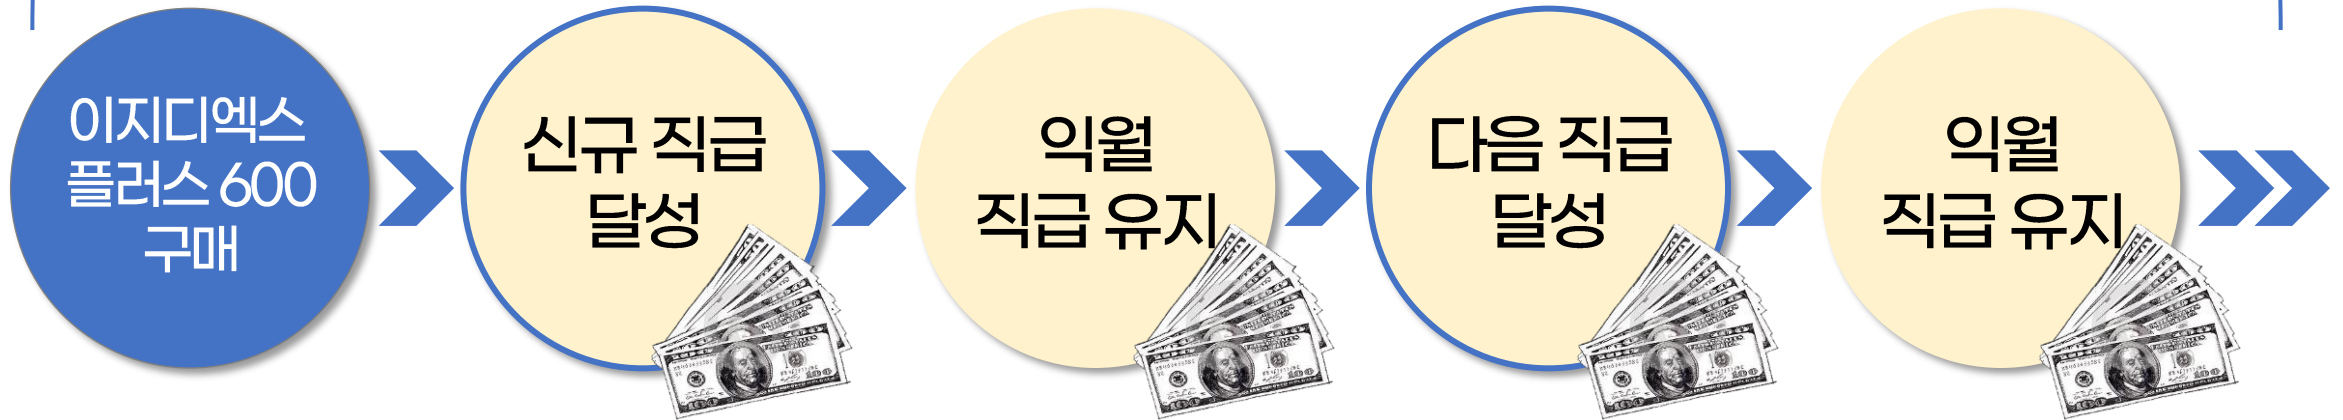 이지디엑스
플러스 600
구매
신규 직급
달성
익월
직급 유지
다음 직급
달성
익월
직급 유지